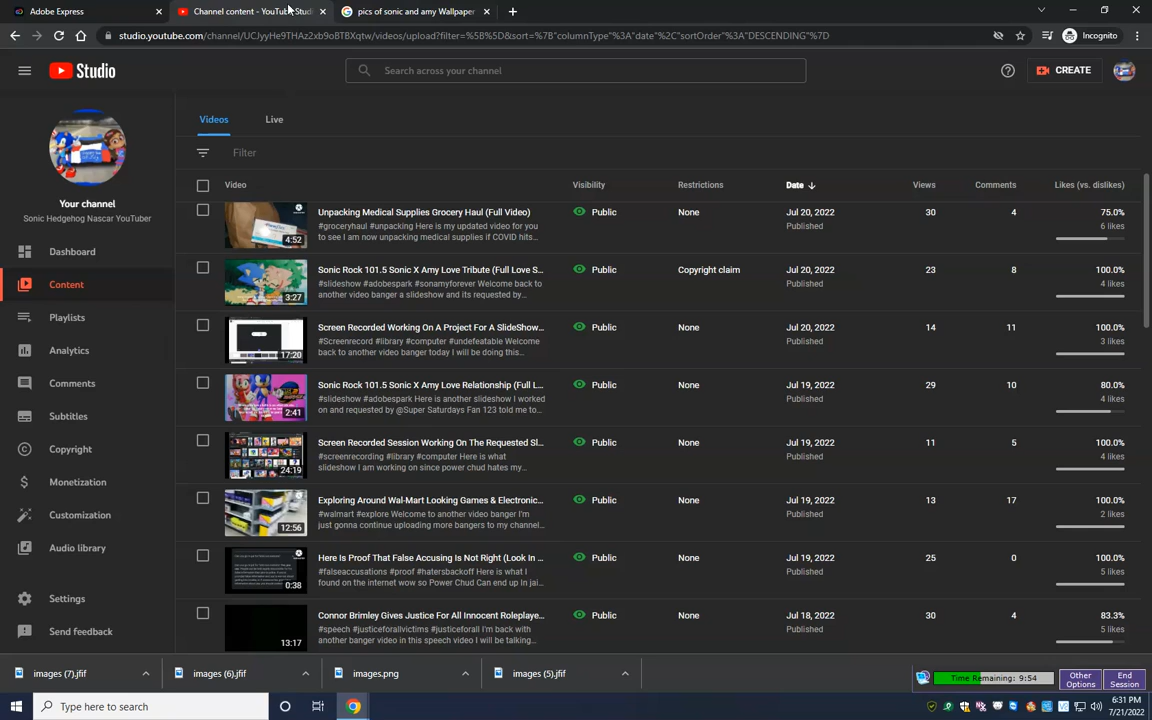 Adobe Express
Channel content - YouTube Studi
pics of sonic and amy Wallpaper
studio.youtube.com/channel/UCJyyHe9THAz2xb9oBTBXqtw/videos/upload?filter=%5B%5D&sort=%7B"columnType"%3A"date"%2C"sortOrder"%3A"DESCENDING"%7D
Incognito
Studio
Search across your channel
CREATE
Videos
Live
Filter
Your channel
Sonic Hedgehog Nascar YouTuber
Dashboard
Content
Playlists
Analytics
Comments
Subtitles
Copyright
Monetization
Customization
Audio library
Settings
Send feedback
Video Visibility Restrictions Date Views Comments Likes (vs. dislikes)
Unpacking Medical Supplies Grocery Haul (Full Video) Public None Jul 20, 2022 30 4 75.0%
#groceryhaul #unpacking Here is my updated video for you Published 6 likes
to see I am now unpacking medical supplies if COVID hits...
4:52
Sonic Rock 101.5 Sonic X Amy Love Tribute (Full Love S... Public Copyright claim Jul 20, 2022 23 8 100.0%
#slideshow #adobespark #sonamyforever Welcome back to Published 4 likes
another video banger a slideshow and its requested by...
3:27
Screen Recorded Working On A Project For A SlideShow... Public None Jul 20, 2022 14 11 100.0%
#Screenrecord #library #computer #undefeatable Welcome Published 3 likes
back to another video banger today I will be doing this...
17:20
Sonic Rock 101.5 Sonic X Amy Love Relationship (Full L... Public None Jul 19, 2022 29 10 80.0%
#slideshow #adobespark Here is another slideshow I worked Published 4 likes
on and requested by @Super Saturdays Fan 123 told me to...
2:41
Screen Recorded Session Working On The Requested Sl... Public None Jul 19, 2022 11 5 100.0%
#screenrecording #library #computer Here is what Published 4 likes
slideshow I am working on since power chud hates my...
24:19
Exploring Around Wal-Mart Looking Games & Electronic... Public None Jul 19, 2022 13 17 100.0%
#walmart #explore Welcome to another video banger I'm Published 2 likes
just gonna continue uploading more bangers to my channel...
12:56
Here Is Proof That False Accusing Is Not Right (Look In ... Public None Jul 19, 2022 25 0 100.0%
#falseaccusations #proof #hatersbackoff Here is what I Published 5 likes
found on the internet wow so Power Chud Can end up In jai...
0:38
Connor Brimley Gives Justice For All Innocent Roleplaye... Public None Jul 18, 2022 30 4 83.3%
#speech #justiceforallvictims #justiceforall I'm back with Published 5 likes
another banger video in this speech video I will be talking...
13:17
images (7).jfif
images (6).jfif
images.png
images (5).jfif
Time Remaining: 9:54
Other Options
End Session
Type here to search
6:31 PM
7/21/2022